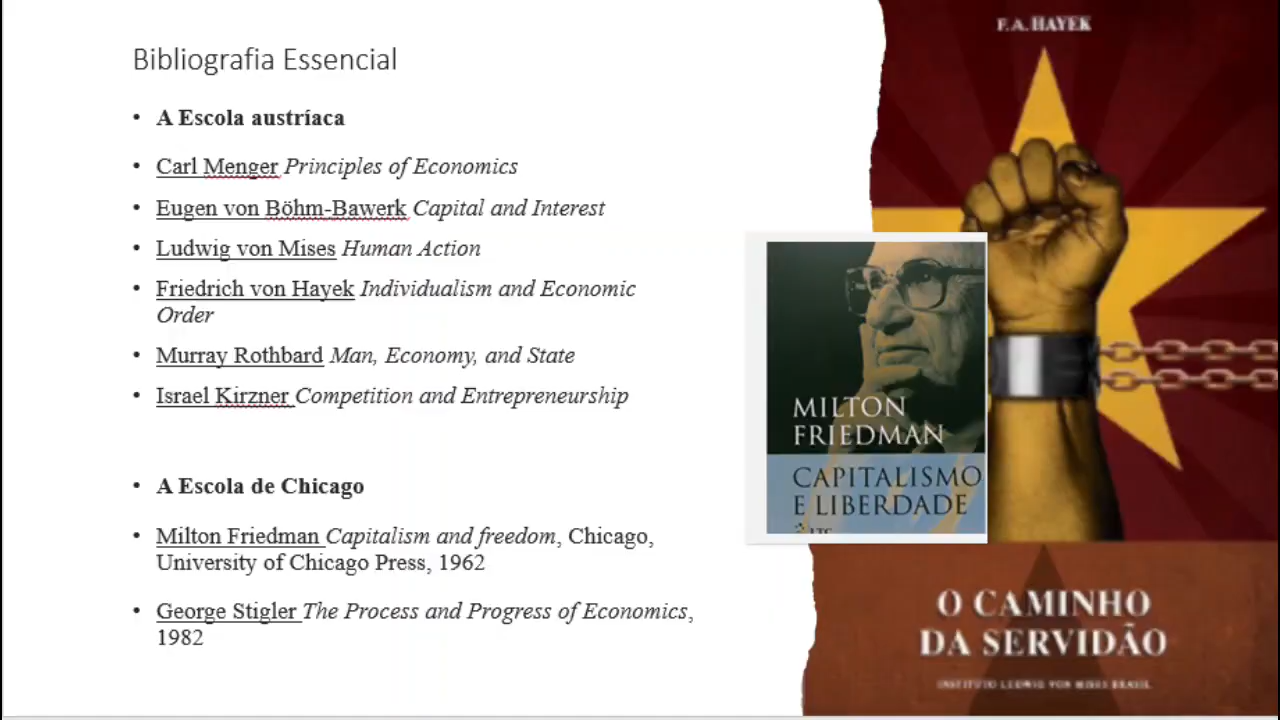 Bibliografia Essencial
• A Escola austríaca
• Carl Menger Principles of Economics
• Eugen von Böhm-Bawerk Capital and Interest
• Ludwig von Mises Human Action
• Friedrich von Hayek Individualism and Economic
Order
• Murray Rothbard Man, Economy, and State
• Israel Kirzner Competition and Entrepreneurship
• A Escola de Chicago
• Milton Friedman Capitalism and freedom, Chicago,
University of Chicago Press, 1962
• George Stigler The Process and Progress of Economics,
1982
MILTON
FRIEDMAN
CAPITALISMO
E LIBERDADE
LTC
F.A. HAYEK
O CAMINHO
DA SERVIDÃO
INSTITUTO LUDWIG VON MISES BRASIL